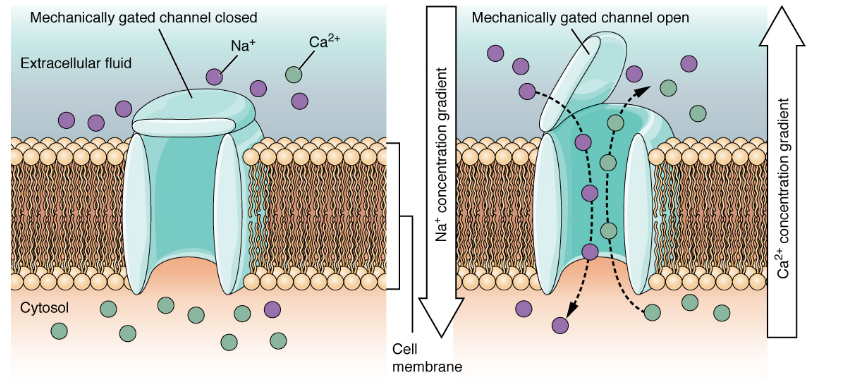 Mechanically gated channel closed
Na⁺
Ca²⁺
Extracellular fluid
Cytosol
Cell
membrane
Na⁺ concentration gradient
Mechanically gated channel open
Ca²⁺ concentration gradient